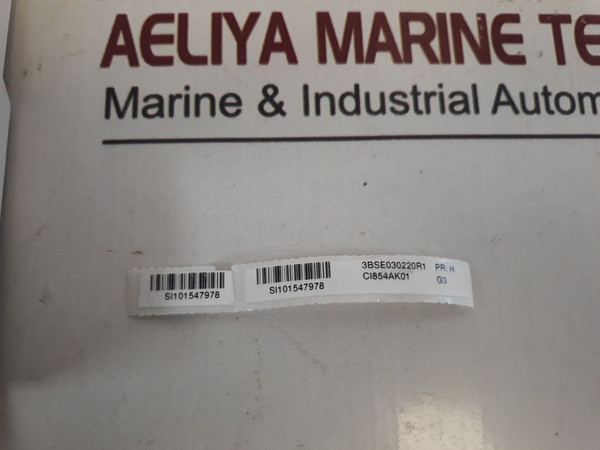 AELIYA MARINE TE
Marine & Industrial Autom
SI101547978
SI101547978
3BSE030220R1 PR: H
CI854AK01 G3